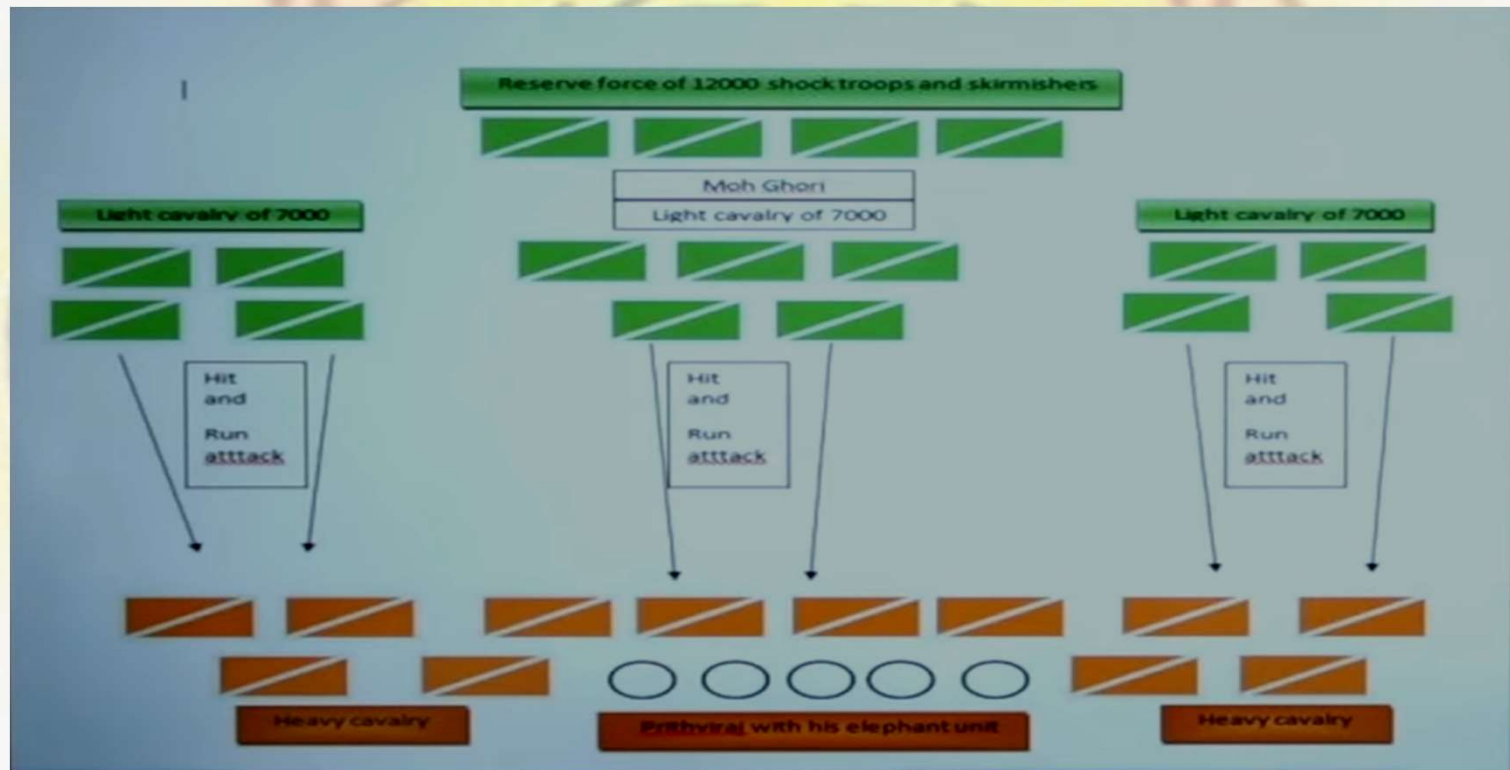 Reserve force of 12000 shock troops and skirmishers
Moh Ghori
Light cavalry of 7000
Light cavalry of 7000
Light cavalry of 7000
Hit
and
Run
atttack
Hit
and
Run
atttack
Hit
and
Run
atttack
Heavy cavalry
Prithviraj with his elephant unit
Heavy cavalry